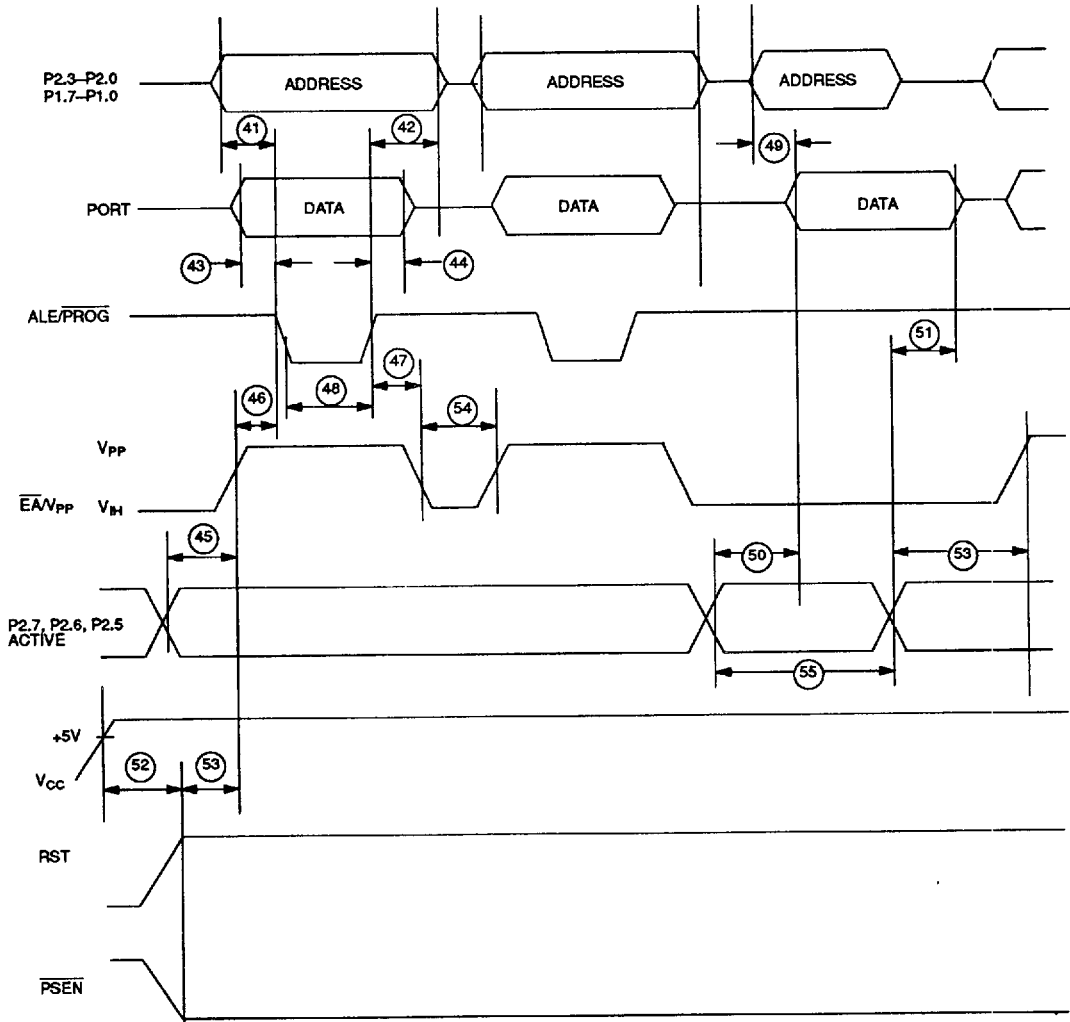 P2.3–P2.0
P1.7–P1.0
ADDRESS
ADDRESS
ADDRESS
41
42
49
PORT
DATA
DATA
DATA
43
44
ALE/PROG
51
46
48
47
54
VPP
EA/VPP
VIH
45
50
53
P2.7, P2.6, P2.5
ACTIVE
55
+5V
VCC
52
53
RST
PSEN